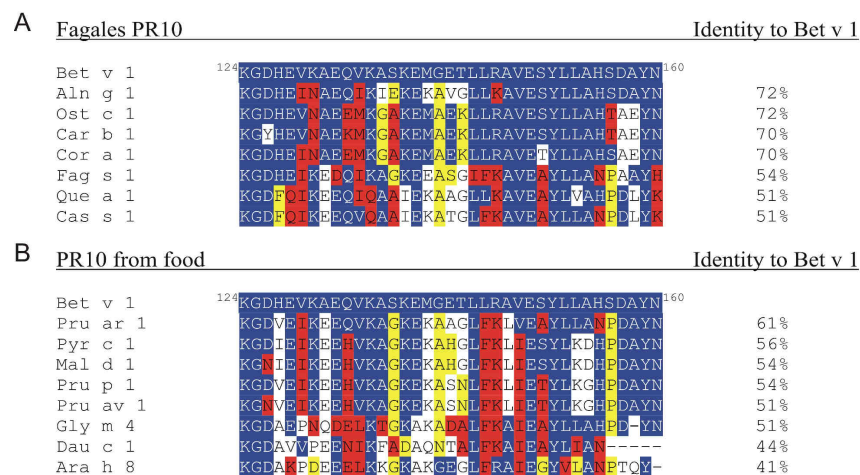 A Fagales PR10 Identity to Bet v 1
Bet v 1 124 KGDHEVKAEQVKASKEMGETLLRAVESYLLAHSDAYN 160
Aln g 1 KGDHEINAEQIKIEKEKAVGLLKAVESYLLAHSDAYN 72%
Ost c 1 KGDHEVNAEEMKGAKEMAEKLLRAVESYLLAHTAEYN 72%
Car b 1 KGYHEVNAEKMKGAKEMAEKLLRAVESYLLAHTAEYN 70%
Cor a 1 KGDHEINAEEMKGAKEMAEKLLRAVETYLLAHSAEYN 70%
Fag s 1 KGDHEIKEDQIKAGKEEASGIFKAVEAYLLANPAAYH 54%
Que a 1 KGDFQIKEEQIQAAIEKAAGLLKAVEAYLVAHPDLYK 51%
Cas s 1 KGDFQIKEEQVQAAIEKATGLFKAVEAYLLANPDLYK 51%
B PR10 from food Identity to Bet v 1
Bet v 1 124 KGDHEVKAEQVKASKEMGETLLRAVESYLLAHSDAYN 160
Pru ar 1 KGDVEIKEEQVKAGKEKAAGLFKLVEAYLLANPDAYN 61%
Pyr c 1 KGDIEIKEEHVKAGKEKAHGLFKLIESYLKDHPDAYN 56%
Mal d 1 KGNIEIKEEHVKAGKEKAHGLFKLIESYLKDHPDAYN 54%
Pru p 1 KGDVEIKEEHVKAGKEKASNLFKLIETYLKGHPDAYN 54%
Pru av 1 KGNVEIKEEHVKAGKEKASNLFKLIETYLKGHPDAYN 51%
Gly m 4 KGDAEPNQDELKTGKAKADALFKAIEAYLLAHPD-YN 51%
Dau c 1 KGDAVVPEENIKFADAQNTALFKAIEAYLIAN----- 44%
Ara h 8 KGDAKPDEEELKKGKAKGEGLFRAIEGYVLANPTQY- 41%